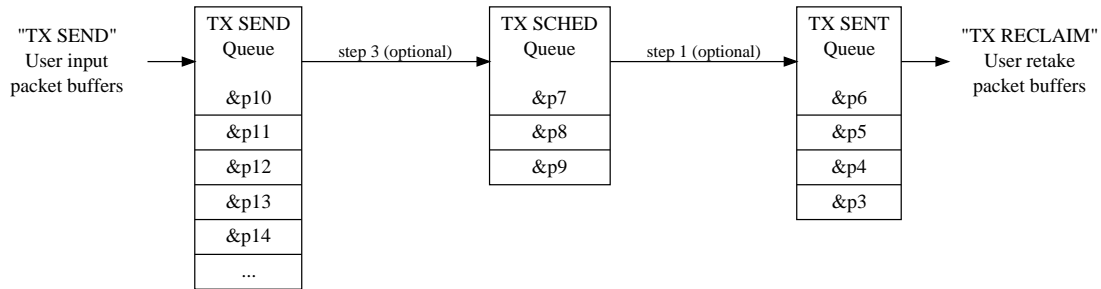 "TX SEND"
User input
packet buffers
TX SEND
Queue
&p10
&p11
&p12
&p13
&p14
...
step 3 (optional)
TX SCHED
Queue
&p7
&p8
&p9
step 1 (optional)
TX SENT
Queue
&p6
&p5
&p4
&p3
"TX RECLAIM"
User retake
packet buffers